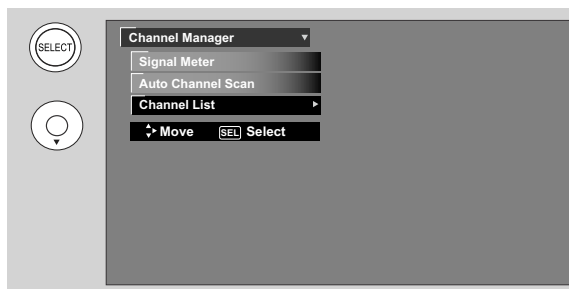 SELECT
Channel Manager
Signal Meter
Auto Channel Scan
Channel List
Move SEL Select